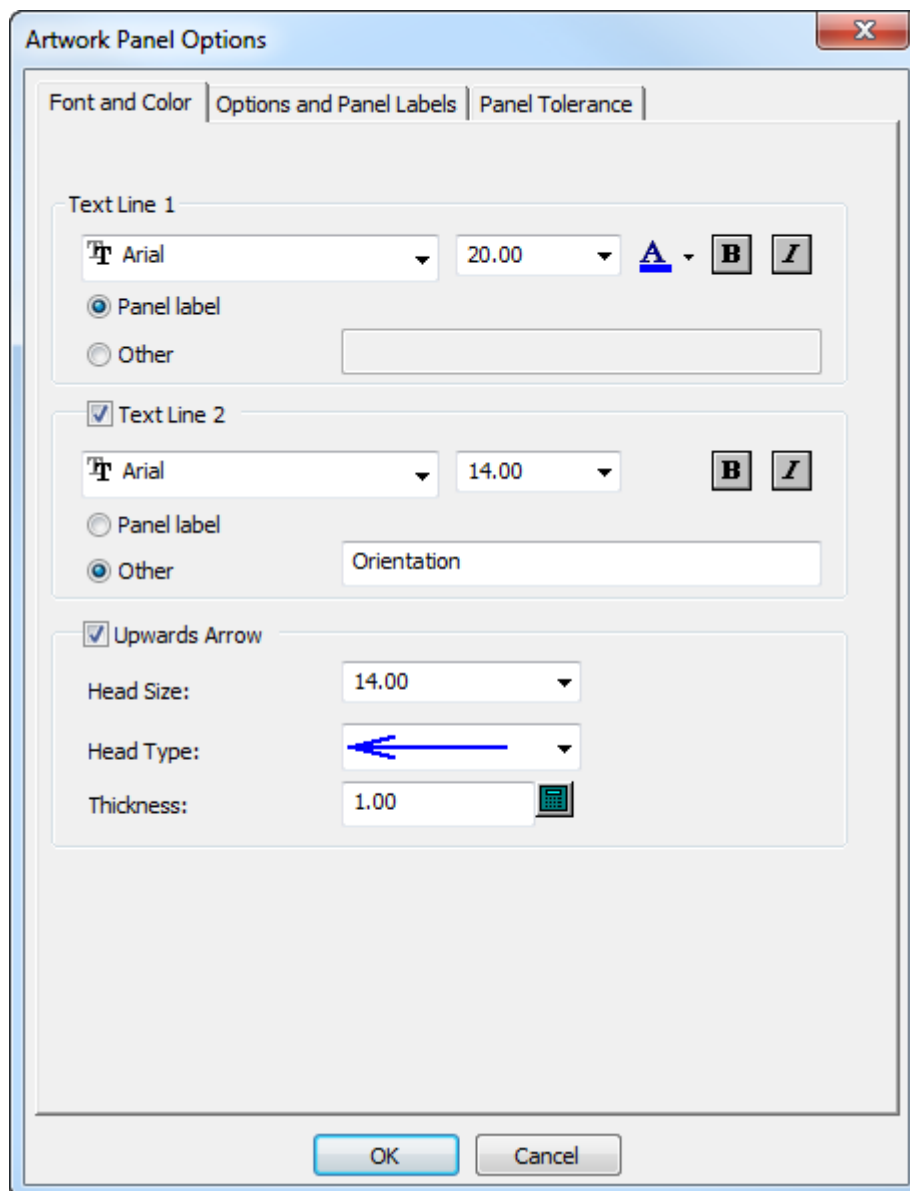 Artwork Panel Options
Font and Color Options and Panel Labels Panel Tolerance
Text Line 1
Arial 20.00 A B I
Panel label
Other
Text Line 2
Arial 14.00 B I
Panel label
Other Orientation
Upwards Arrow
Head Size: 14.00
Head Type:
Thickness: 1.00
OK Cancel